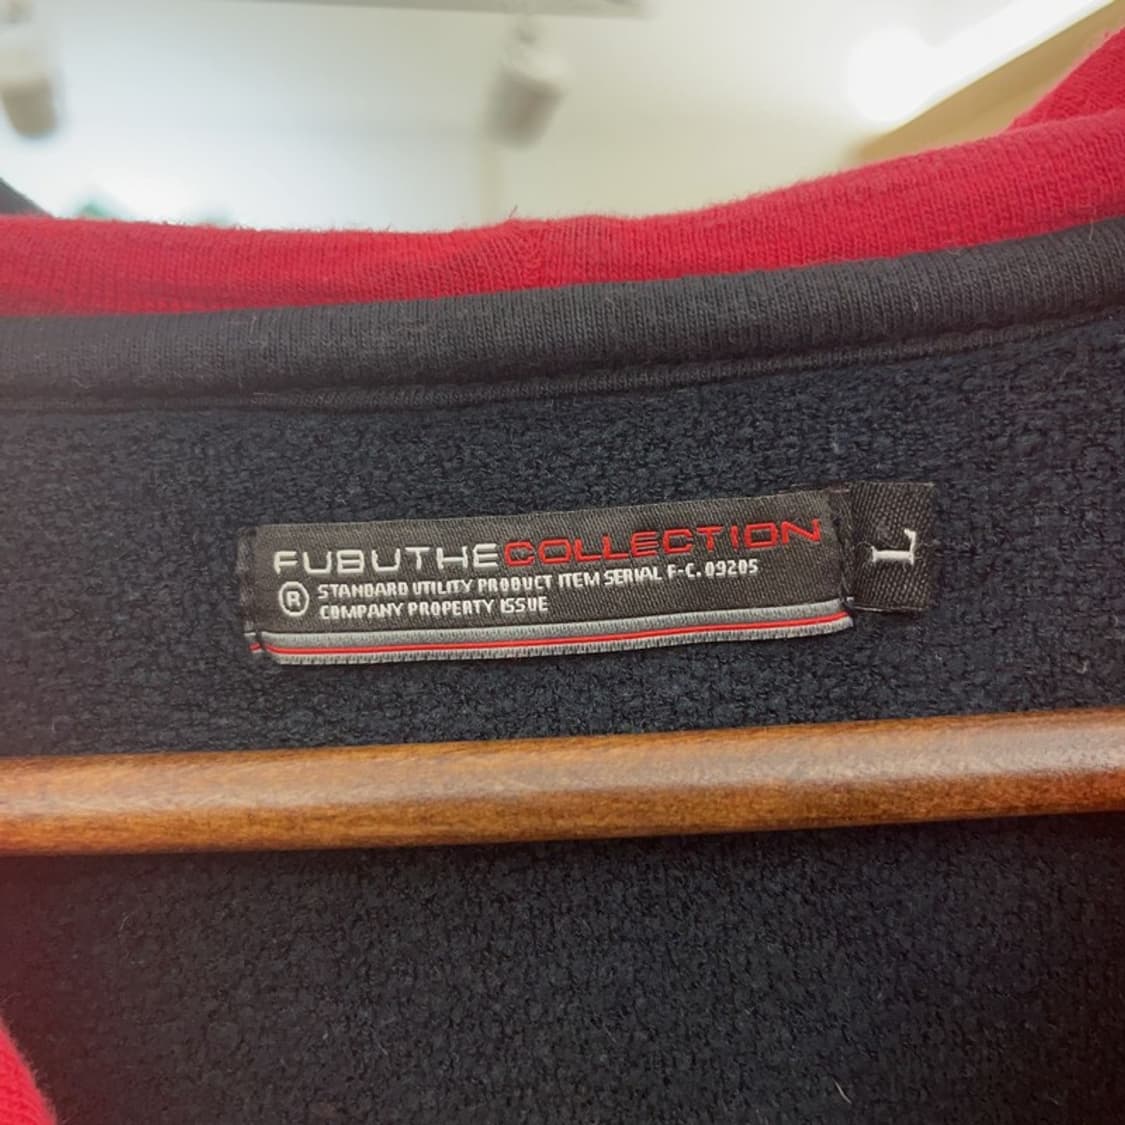 FUBUTHECOLLECTION
® STANDARD UTILITY PRODUCT ITEM SERIAL F-C. 09205
COMPANY PROPERTY ISSUE
L